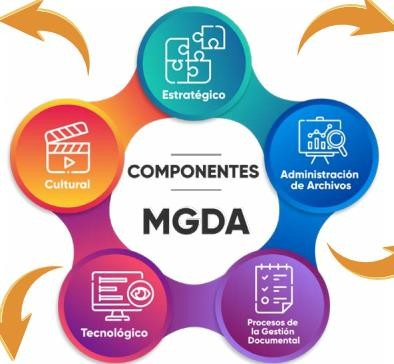 Estratégico
Cultural
COMPONENTES
MGDA
Administración
de Archivos
Tecnológico
Procesos de
la Gestión
Documental